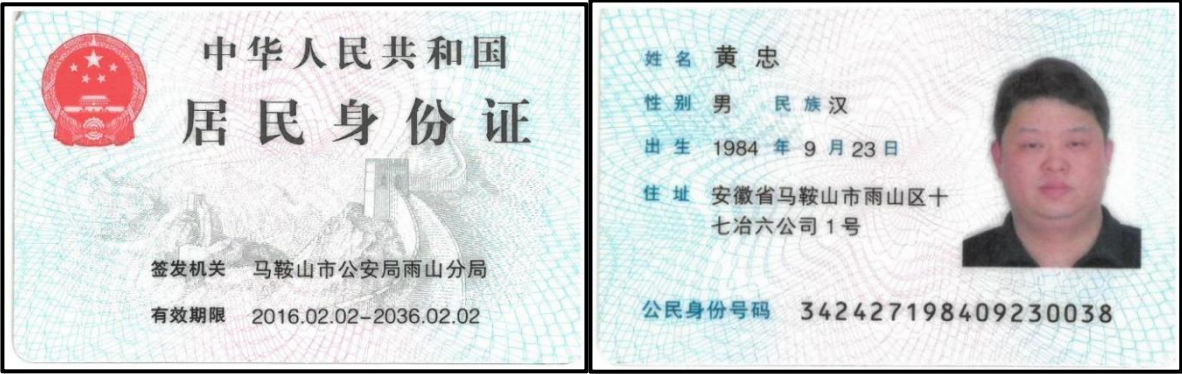 中华人民共和国
居民身份证
签发机关 马鞍山市公安局雨山分局
有效期限 2016.02.02-2036.02.02
姓名 黄忠
性别 男 民族 汉
出生 1984 年 9 月 23 日
住址 安徽省马鞍山市雨山区十
七冶六公司1号
公民身份号码 342427198409230038